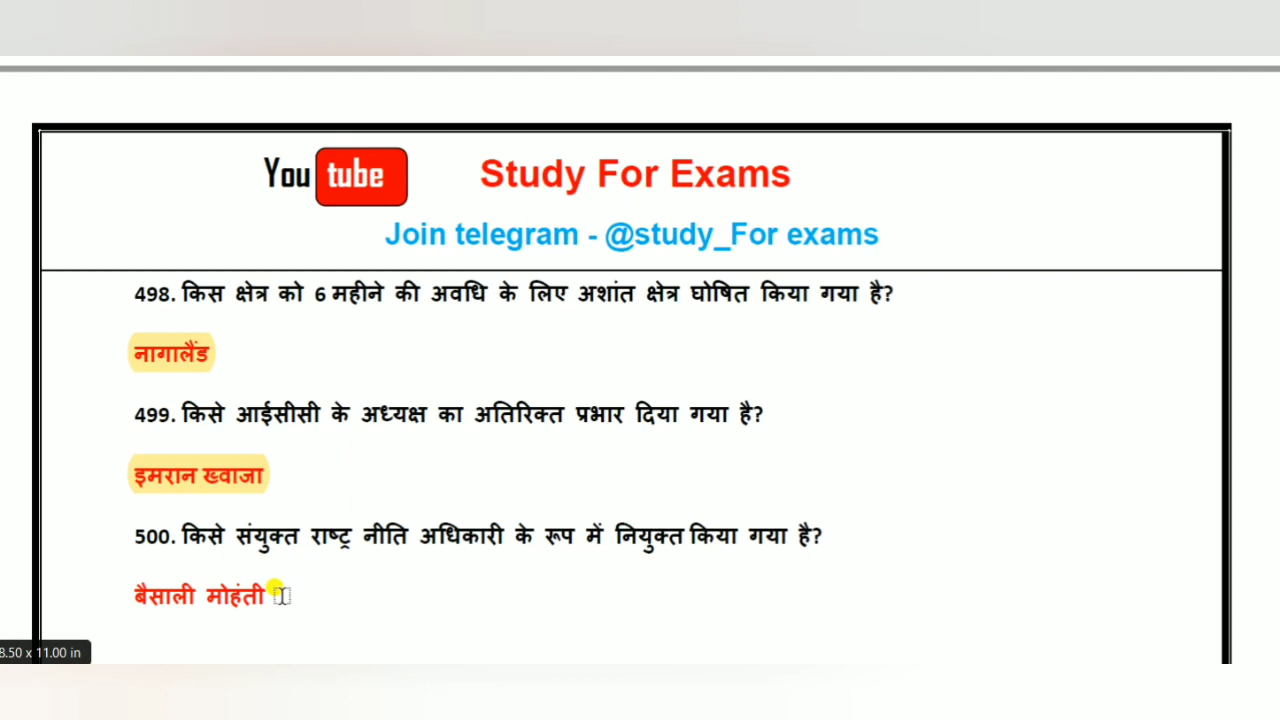 You tube Study For Exams
Join telegram - @study_For exams
498. किस क्षेत्र को 6 महीने की अवधि के लिए अशांत क्षेत्र घोषित किया गया है?
नागालैंड
499. किसे आईसीसी के अध्यक्ष का अतिरिक्त प्रभार दिया गया है?
इमरान ख्वाजा
500. किसे संयुक्त राष्ट्र नीति अधिकारी के रूप में नियुक्त किया गया है?
बैसाली मोहंती
8.50 x 11.00 in